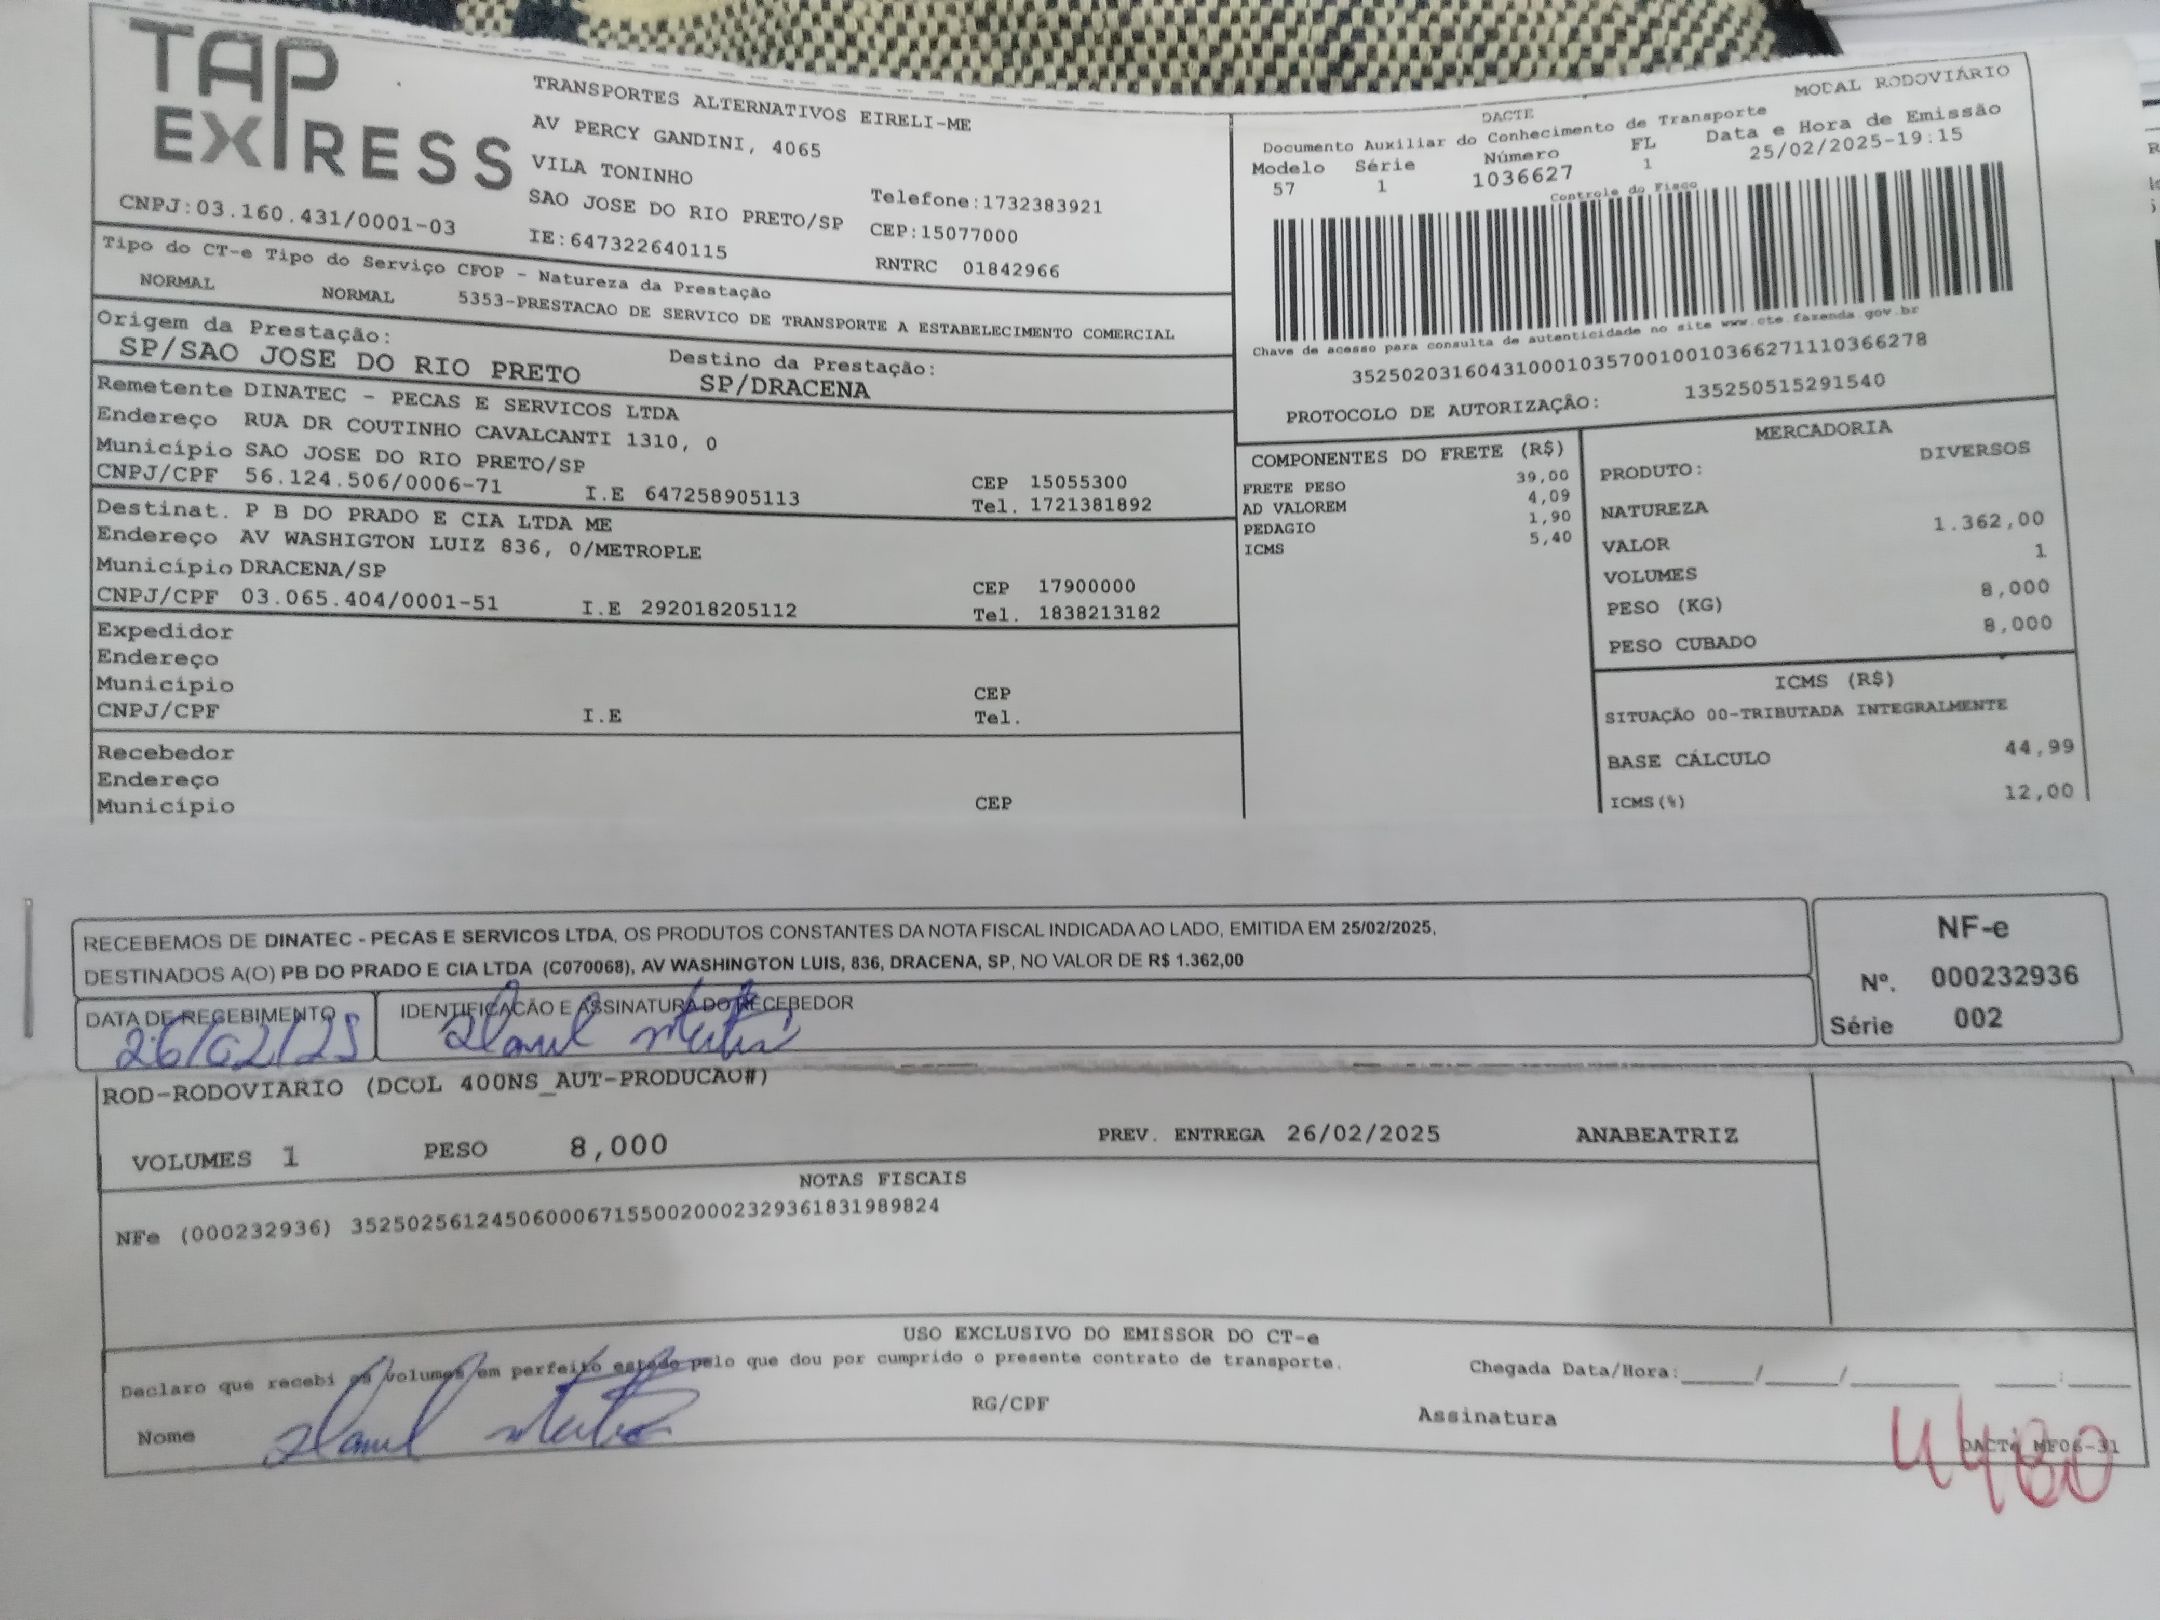 TAP EXPRESS
TRANSPORTES ALTERNATIVOS EIRELI-ME
AV PERCY GANDINI, 4065
VILA TONINHO
SAO JOSE DO RIO PRETO/SP
Telefone:1732383921
CNPJ:03.160.431/0001-03
IE:647322640115
CEP:15077000
RNTRC 01842966
MODAL RODOVIÁRIO
DACTE
Documento Auxiliar do Conhecimento de Transporte
Modelo Série Número FL Data e Hora de Emissão
57 1 1036627 1 25/02/2025-19:15
Controle do Fisco
Chave de acesso para consulta de autenticidade no site www.cte.fazenda.gov.br
35250203160431000103570010010366271110366278
PROTOCOLO DE AUTORIZAÇÃO: 135250515291540
Tipo do CT-e Tipo do Serviço CFOP - Natureza da Prestação
NORMAL NORMAL 5353-PRESTACAO DE SERVICO DE TRANSPORTE A ESTABELECIMENTO COMERCIAL
Origem da Prestação: Destino da Prestação:
SP/SAO JOSE DO RIO PRETO SP/DRACENA
Remetente DINATEC - PECAS E SERVICOS LTDA
Endereço RUA DR COUTINHO CAVALCANTI 1310, 0
Município SAO JOSE DO RIO PRETO/SP CEP 15055300
CNPJ/CPF 56.124.506/0006-71 I.E 647258905113 Tel. 1721381892
Destinat. P B DO PRADO E CIA LTDA ME
Endereço AV WASHIGTON LUIZ 836, 0/METROPLE
Município DRACENA/SP CEP 17900000
CNPJ/CPF 03.065.404/0001-51 I.E 292018205112 Tel. 1838213182
Expedidor
Endereço
Município CEP
CNPJ/CPF I.E Tel.
Recebedor
Endereço
Município CEP
COMPONENTES DO FRETE (R$)
FRETE PESO 39,00
AD VALOREM 4,09
PEDAGIO 1,90
ICMS 5,40
MERCADORIA
PRODUTO: DIVERSOS
NATUREZA
VALOR 1.362,00
VOLUMES 1
PESO (KG) 8,000
PESO CUBADO 8,000
ICMS (R$)
SITUAÇÃO 00-TRIBUTADA INTEGRALMENTE
BASE CÁLCULO 44,99
ICMS(%) 12,00
RECEBEMOS DE DINATEC - PECAS E SERVICOS LTDA, OS PRODUTOS CONSTANTES DA NOTA FISCAL INDICADA AO LADO, EMITIDA EM 25/02/2025,
DESTINADOS A(O) PB DO PRADO E CIA LTDA (C070068), AV WASHINGTON LUIS, 836, DRACENA, SP, NO VALOR DE R$ 1.362,00
DATA DE RECEBIMENTO IDENTIFICAÇÃO E ASSINATURA DO RECEBEDOR
26/02/25
NF-e
Nº. 000232936
Série 002
ROD-RODOVIARIO (DCOL 400NS_AUT-PRODUCAO#)
VOLUMES 1 PESO 8,000 PREV. ENTREGA 26/02/2025 ANABEATRIZ
NOTAS FISCAIS
NFe (000232936) 35250256124506000671550020002329361831989824
USO EXCLUSIVO DO EMISSOR DO CT-e
Declaro que recebi os volumes em perfeito estado pelo que dou por cumprido o presente contrato de transporte. Chegada Data/Hora:_____/_____/_______ ____:____
Nome RG/CPF Assinatura
DACTe MF06-31
4480